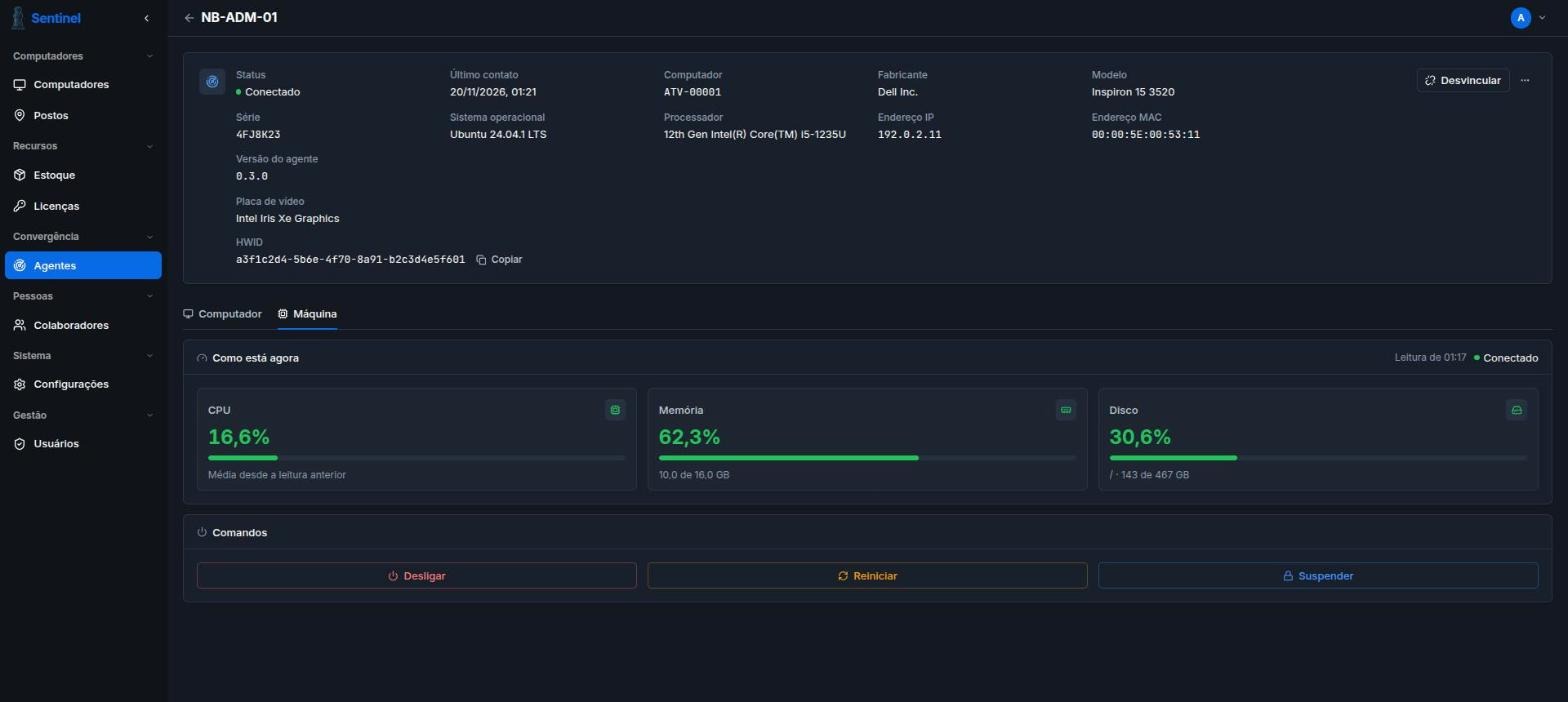 Sentinel
Computadores
Computadores
Postos
Recursos
Estoque
Licenças
Convergência
Agentes
Pessoas
Colaboradores
Sistema
Configurações
Gestão
Usuários
NB-ADM-01
A
Status
Conectado
Último contato
20/11/2026, 01:21
Computador
ATV-00001
Fabricante
Dell Inc.
Modelo
Inspiron 15 3520
Desvincular
Série
4FJ8K23
Sistema operacional
Ubuntu 24.04.1 LTS
Processador
12th Gen Intel(R) Core(TM) i5-1235U
Endereço IP
192.0.2.11
Endereço MAC
00:00:5E:00:53:11
Versão do agente
0.3.0
Placa de vídeo
Intel Iris Xe Graphics
HWID
a3f1c2d4-5b6e-4f70-8a91-b2c3d4e5f601 Copiar
Computador Máquina
Como está agora
Leitura de 01:17 Conectado
CPU
16,6%
Média desde a leitura anterior
Memória
62,3%
10,0 de 16,0 GB
Disco
30,6%
/ · 143 de 467 GB
Comandos
Desligar
Reiniciar
Suspender